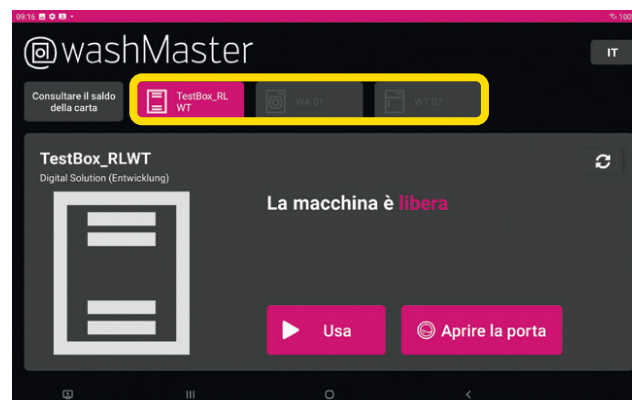 09:16
100
@washMaster
IT
Consultare il saldo
della carta
TestBox_RL
WT
WA 01
WT 02
TestBox_RLWT
Digital Solution (Entwicklung)
La macchina è libera
Usa
Aprire la porta